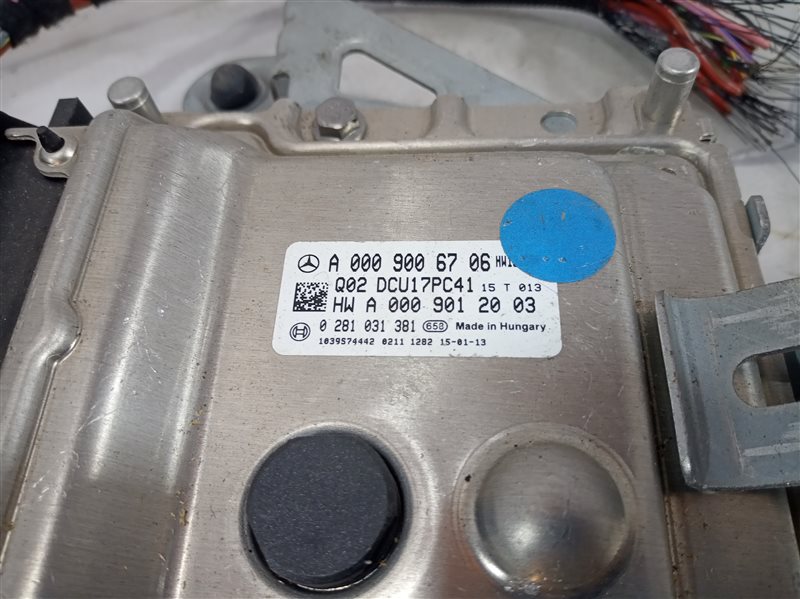 A 000 900 67 06
Q02 DCU17PC41 15 T 013
HW A 000 901 20 03
0 281 031 381 658 Made in Hungary
1039574442 0211 1282 15-01-13